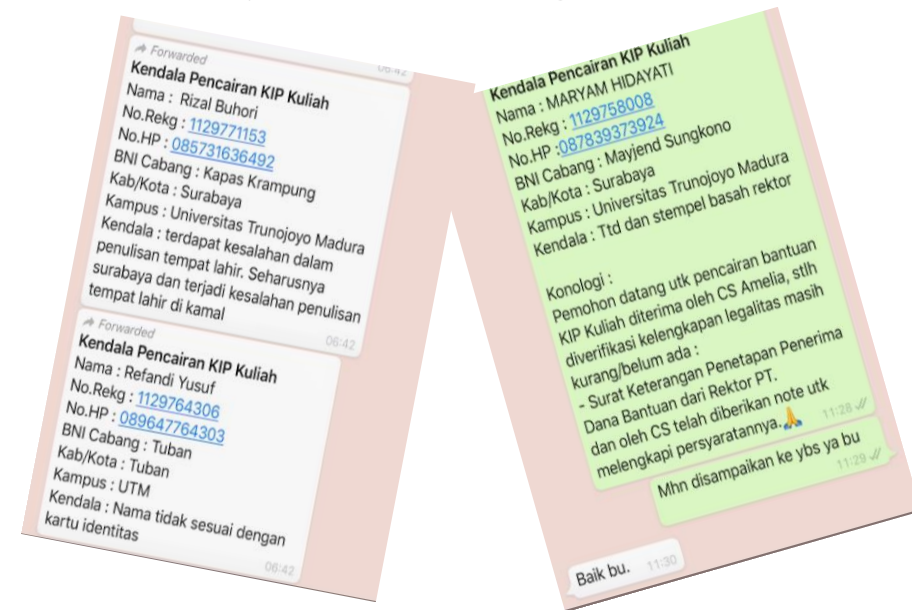 Forwarded
06:42
Kendala Pencairan KIP Kuliah
Nama : Rizal Buhori
No.Rekg : 1129771153
No.HP : 085731636492
BNI Cabang : Kapas Krampung
Kab/Kota : Surabaya
Kampus : Universitas Trunojoyo Madura
Kendala : terdapat kesalahan dalam
penulisan tempat lahir. Seharusnya
surabaya dan terjadi kesalahan penulisan
tempat lahir di kamal
06:42
Forwarded
Kendala Pencairan KIP Kuliah
Nama : Refandi Yusuf
No.Rekg : 1129764306
No.HP : 089647764303
BNI Cabang : Tuban
Kab/Kota : Tuban
Kampus : UTM
Kendala : Nama tidak sesuai dengan
kartu identitas
06:42
Kendala Pencairan KIP Kuliah
Nama : MARYAM HIDAYATI
No.Rekg : 1129758008
No.HP :087839373924
BNI Cabang : Mayjend Sungkono
Kab/Kota : Surabaya
Kampus : Universitas Trunojoyo Madura
Kendala : Ttd dan stempel basah rektor
Konologi :
Pemohon datang utk pencairan bantuan
KIP Kuliah diterima oleh CS Amelia, stlh
diverifikasi kelengkapan legalitas masih
kurang/belum ada :
- Surat Keterangan Penetapan Penerima
Dana Bantuan dari Rektor PT.
dan oleh CS telah diberikan note utk
melengkapi persyaratannya.🙏
11:28
Mhn disampaikan ke ybs ya bu
11:29
Baik bu.
11:30